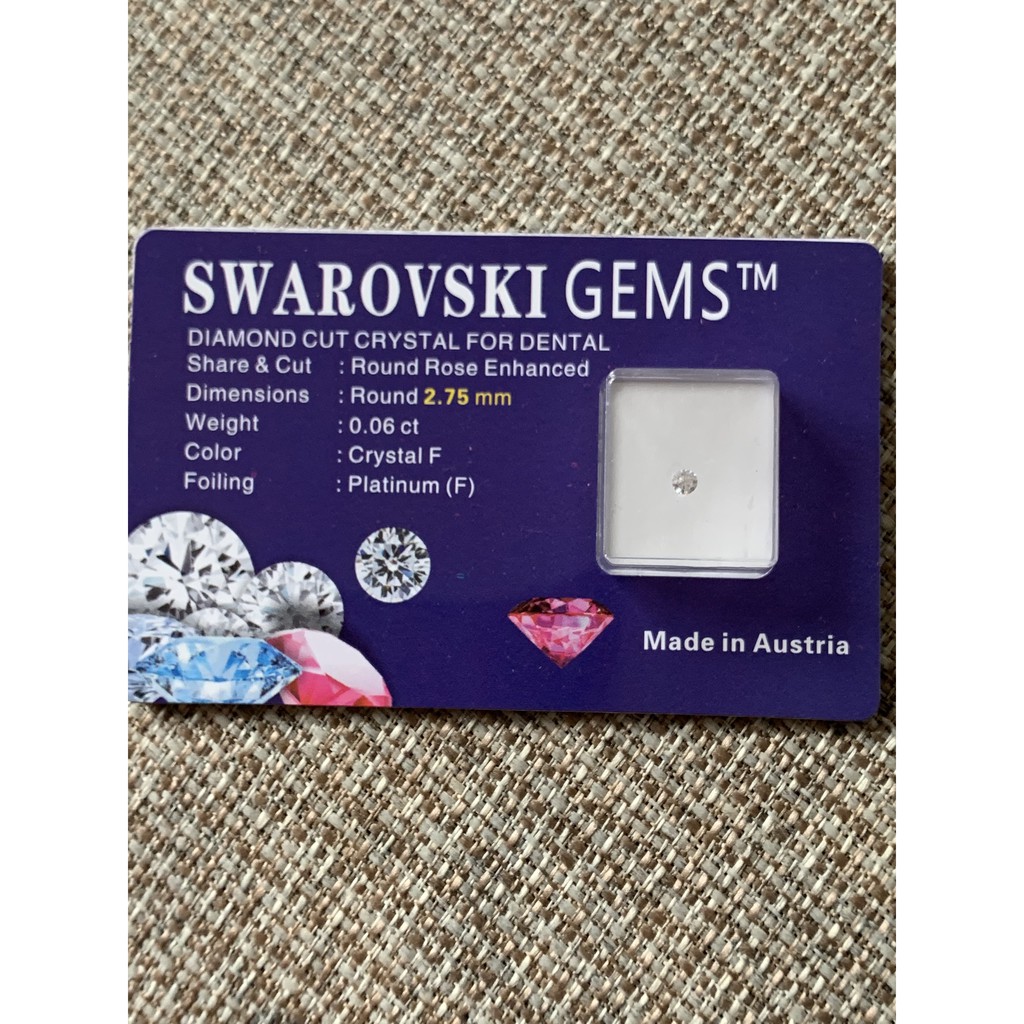 SWAROVSKI GEMS™
DIAMOND CUT CRYSTAL FOR DENTAL
Share & Cut : Round Rose Enhanced
Dimensions : Round 2.75 mm
Weight : 0.06 ct
Color : Crystal F
Foiling : Platinum (F)
Made in Austria